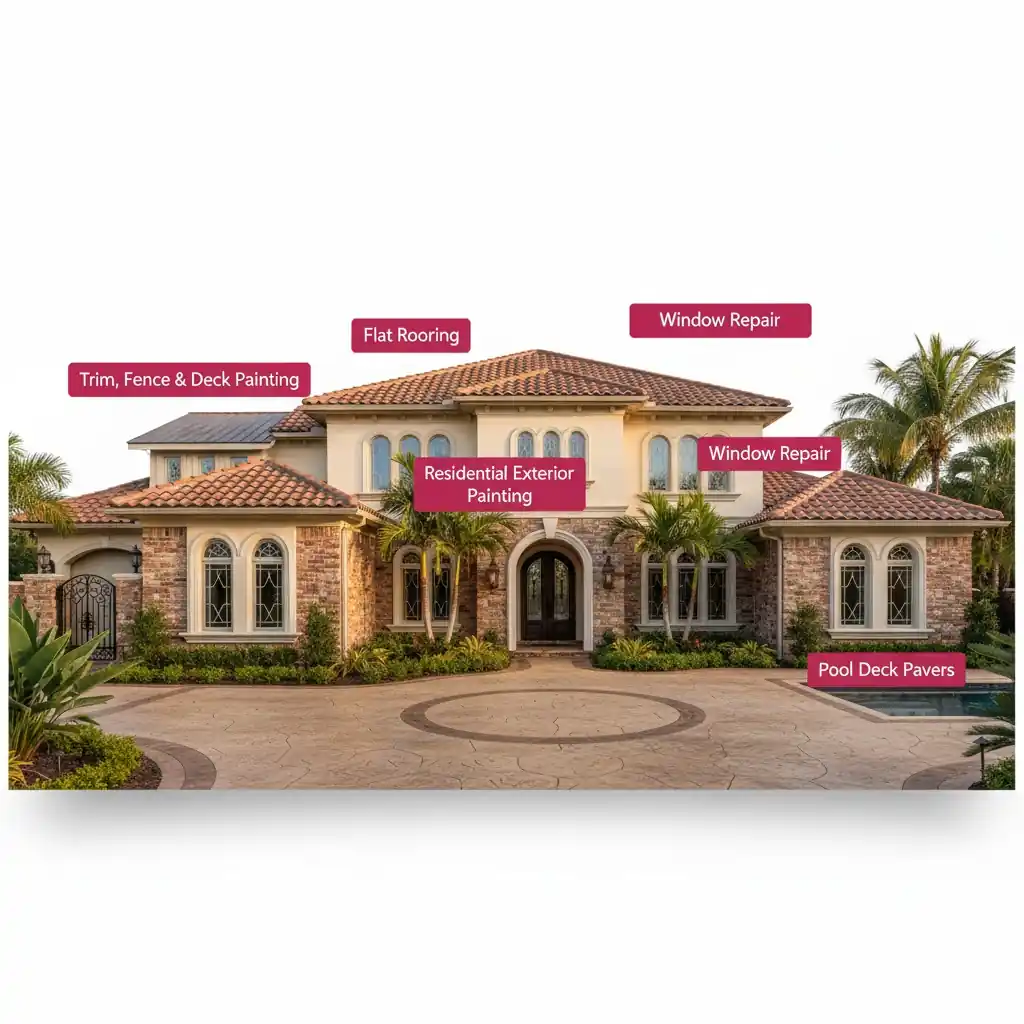 Window Repair
Flat Rooring
Trim, Fence & Deck Painting
Window Repair
Residential Exterior
Painting
Pool Deck Pavers